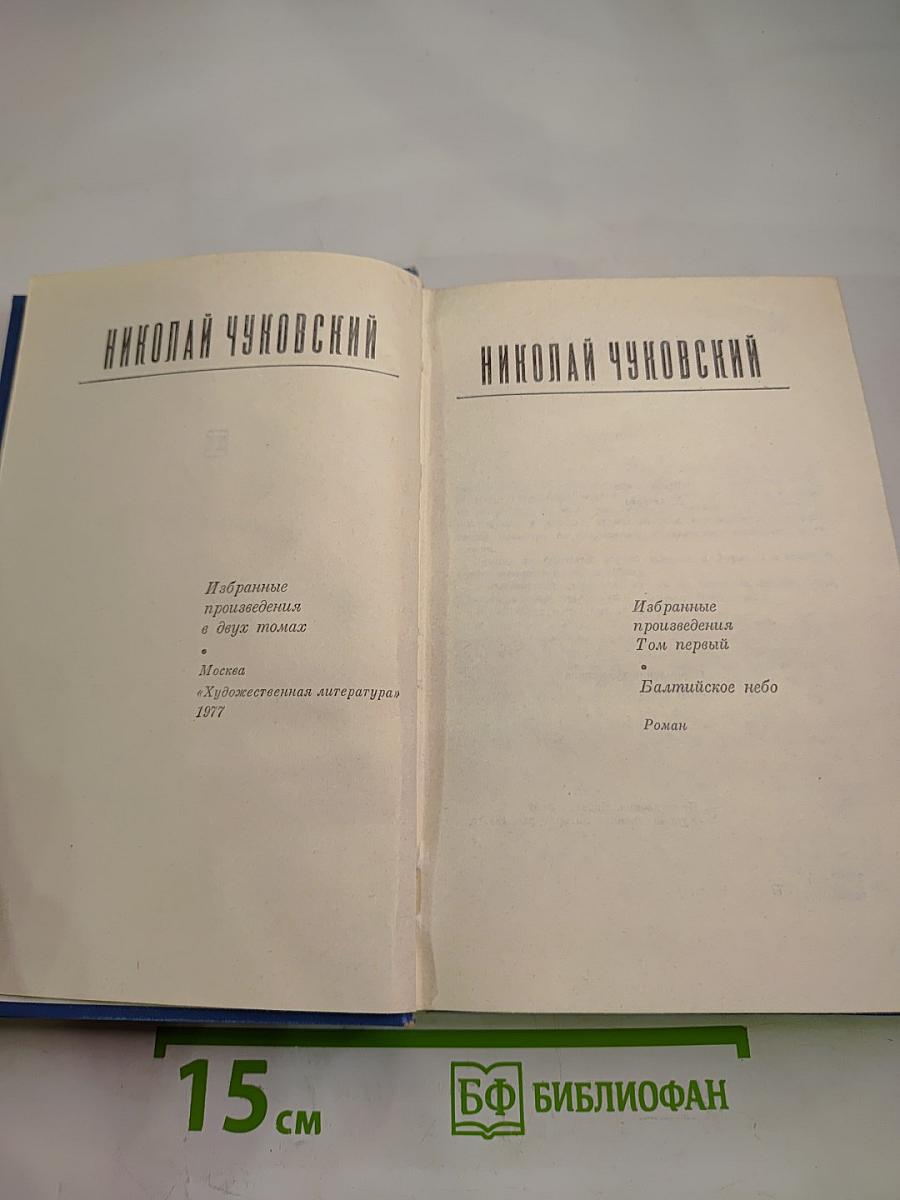 НИКОЛАЙ ЧУКОВСКИЙ
Избранные
произведения
в двух томах
Москва
«Художественная литература»
1977
НИКОЛАЙ ЧУКОВСКИЙ
Избранные
произведения
Том первый
Балтийское небо
Роман
15 см
БФ БИБЛИОФАН